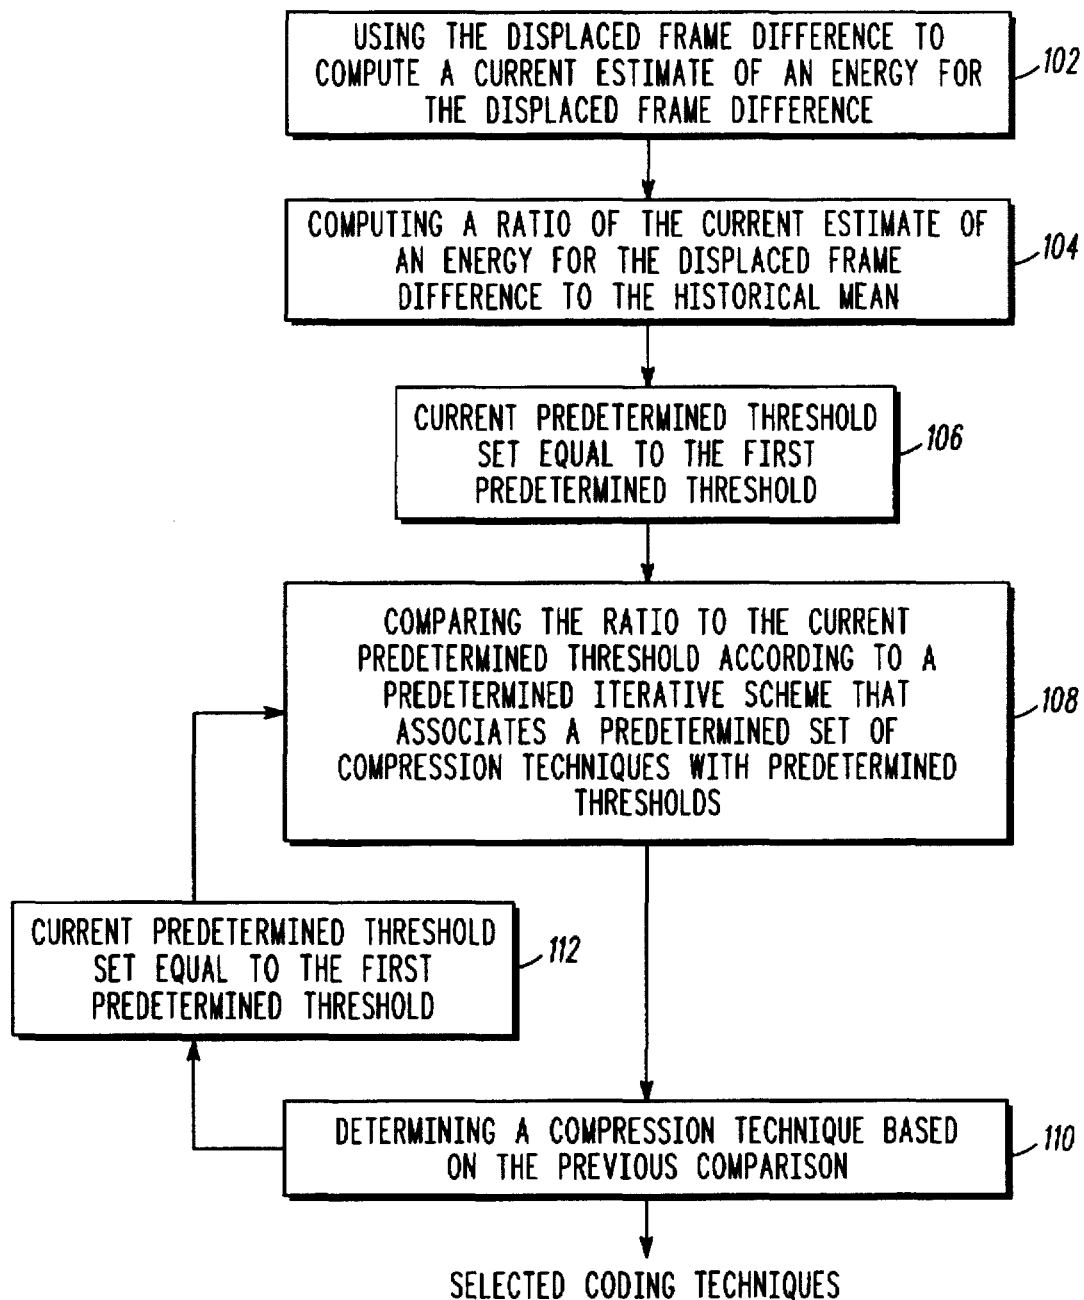 USING THE DISPLACED FRAME DIFFERENCE TO
COMPUTE A CURRENT ESTIMATE OF AN ENERGY FOR
THE DISPLACED FRAME DIFFERENCE
102
COMPUTING A RATIO OF THE CURRENT ESTIMATE OF
AN ENERGY FOR THE DISPLACED FRAME
DIFFERENCE TO THE HISTORICAL MEAN
104
CURRENT PREDETERMINED THRESHOLD
SET EQUAL TO THE FIRST
PREDETERMINED THRESHOLD
106
COMPARING THE RATIO TO THE CURRENT
PREDETERMINED THRESHOLD ACCORDING TO A
PREDETERMINED ITERATIVE SCHEME THAT
ASSOCIATES A PREDETERMINED SET OF
COMPRESSION TECHNIQUES WITH PREDETERMINED
THRESHOLDS
108
CURRENT PREDETERMINED THRESHOLD
SET EQUAL TO THE FIRST
PREDETERMINED THRESHOLD
112
DETERMINING A COMPRESSION TECHNIQUE BASED
ON THE PREVIOUS COMPARISON
110
SELECTED CODING TECHNIQUES